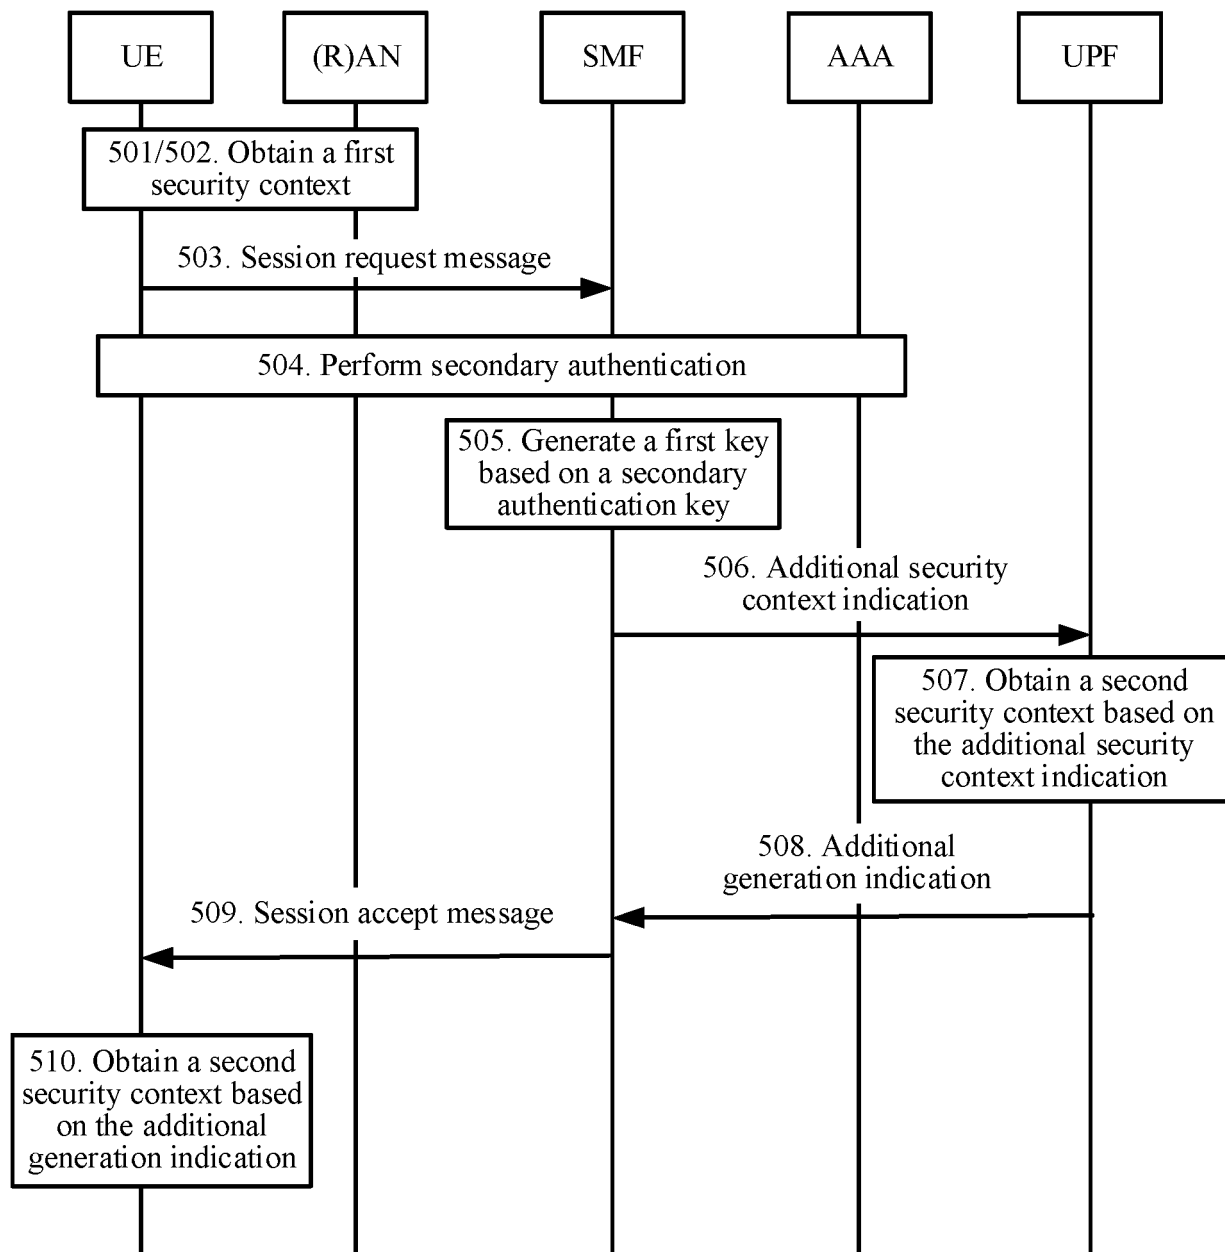 UE
(R)AN
SMF
AAA
UPF
501/502. Obtain a first
security context
503. Session request message
504. Perform secondary authentication
505. Generate a first key
based on a secondary
authentication key
506. Additional security
context indication
507. Obtain a second
security context based on
the additional security
context indication
508. Additional
generation indication
509. Session accept message
510. Obtain a second
security context based
on the additional
generation indication